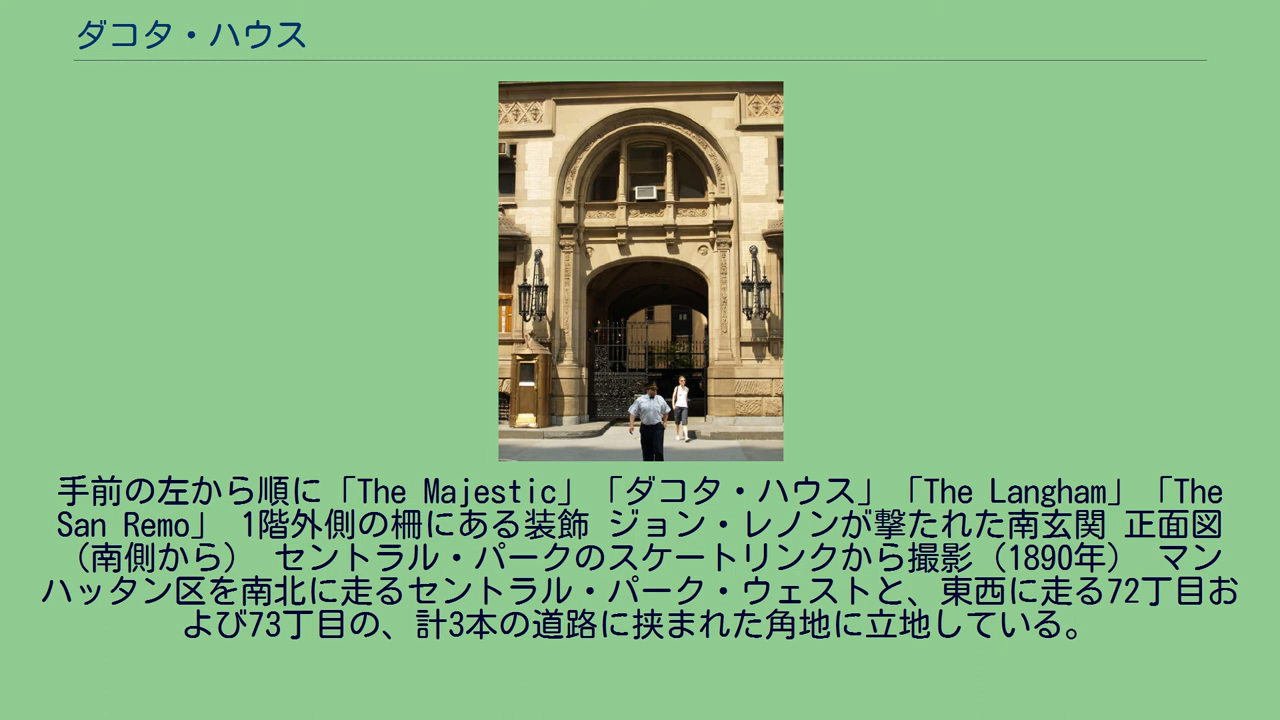 ダコタ・ハウス
手前の左から順に「The Majestic」「ダコタ・ハウス」「The Langham」「The
San Remo」 1階外側の柵にある装飾 ジョン・レノンが撃たれた南玄関 正面図
（南側から） セントラル・パークのスケートリンクから撮影（1890年） マン
ハッタン区を南北に走るセントラル・パーク・ウェストと、東西に走る72丁目お
よび73丁目の、計3本の道路に挟まれた角地に立地している。